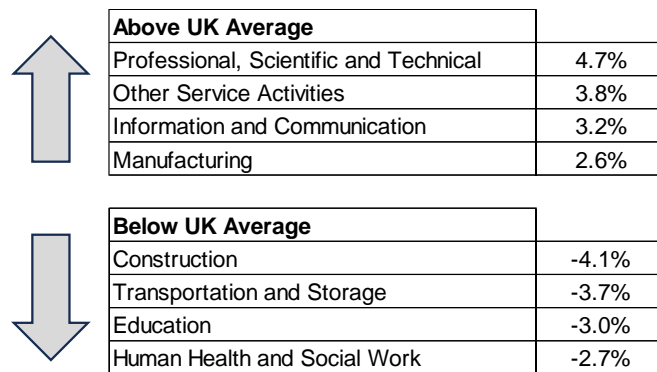 Above UK Average
Professional, Scientific and Technical 4.7%
Other Service Activities 3.8%
Information and Communication 3.2%
Manufacturing 2.6%
Below UK Average
Construction -4.1%
Transportation and Storage -3.7%
Education -3.0%
Human Health and Social Work -2.7%